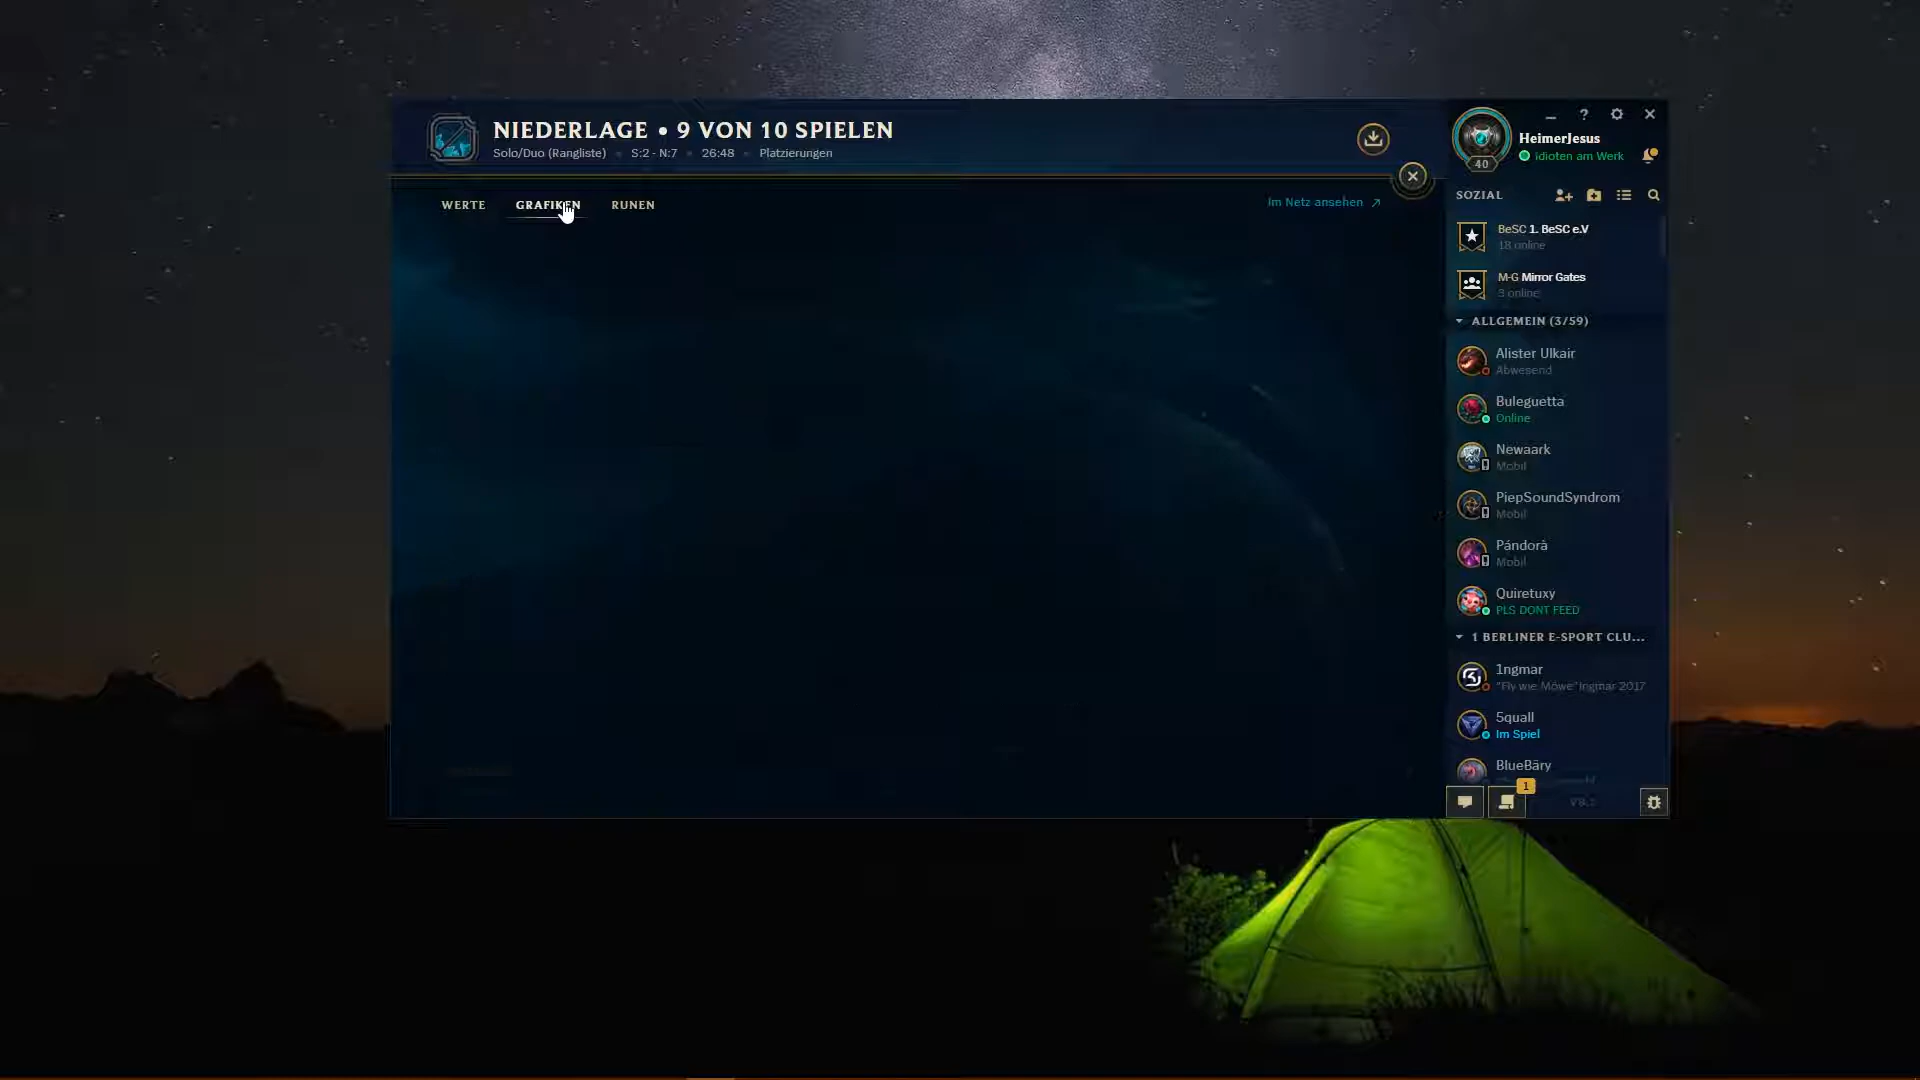 NIEDERLAGE • 9 VON 10 SPIELEN
Solo/Duo (Rangliste) S:2 - N:7 26:48 Platzierungen
WERTE GRAFIKEN RUNEN
Im Netz ansehen
?
40
HeimerJesus
Idioten am Werk
SOZIAL
BeSC 1. BeSC e.V
18 online
M-G Mirror Gates
3 online
ALLGEMEIN (3/59)
Alister Ulkair
Abwesend
Buleguetta
Online
Newaark
Mobil
PiepSoundSyndrom
Mobil
Pándorà
Mobil
Quiretuxy
PLS DONT FEED
1 BERLINER E-SPORT CLU...
1ngmar
"Fly wie Möwe"Ingmar 2017
5quall
Im Spiel
BlueBäry
1